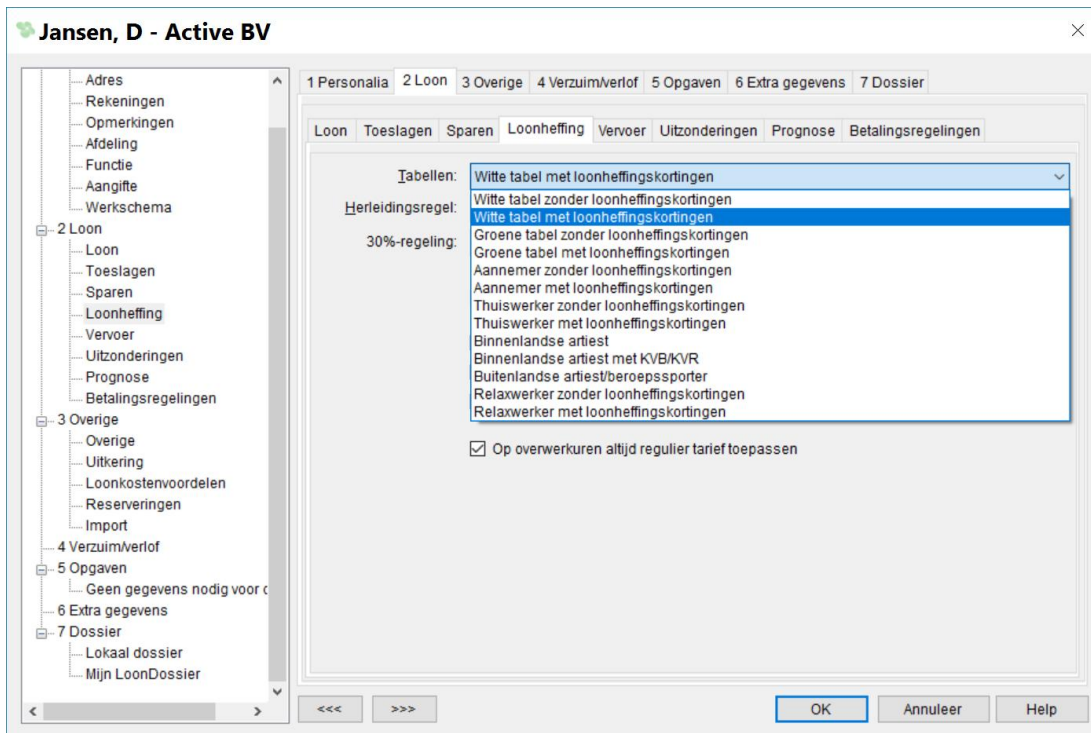 Jansen, D - Active BV
Adres
Rekeningen
Opmerkingen
Afdeling
Functie
Aangifte
Werkschema
2 Loon
Loon
Toeslagen
Sparen
Loonheffing
Vervoer
Uitzonderingen
Prognose
Betalingsregelingen
3 Overige
Overige
Uitkering
Loonkostenvoordelen
Reserveringen
Import
4 Verzuim/verlof
5 Opgaven
Geen gegevens nodig voor
6 Extra gegevens
7 Dossier
Lokaal dossier
Mijn LoonDossier
1 Personalia 2 Loon 3 Overige 4 Verzuim/verlof 5 Opgaven 6 Extra gegevens 7 Dossier
Loon Toeslagen Sparen Loonheffing Vervoer Uitzonderingen Prognose Betalingsregelingen
Tabellen: Witte tabel met loonheffingskortingen
Herleidingsregel:
30%-regeling:
Witte tabel zonder loonheffingskortingen
Witte tabel met loonheffingskortingen
Groene tabel zonder loonheffingskortingen
Groene tabel met loonheffingskortingen
Aannemer zonder loonheffingskortingen
Aannemer met loonheffingskortingen
Thuiswerker zonder loonheffingskortingen
Thuiswerker met loonheffingskortingen
Binnenlandse artiest
Binnenlandse artiest met KVB/KVR
Buitenlandse artiest/beroepssporter
Relaxwerker zonder loonheffingskortingen
Relaxwerker met loonheffingskortingen
Op overwerkuren altijd regulier tarief toepassen
<<< >>> OK Annuleer Help